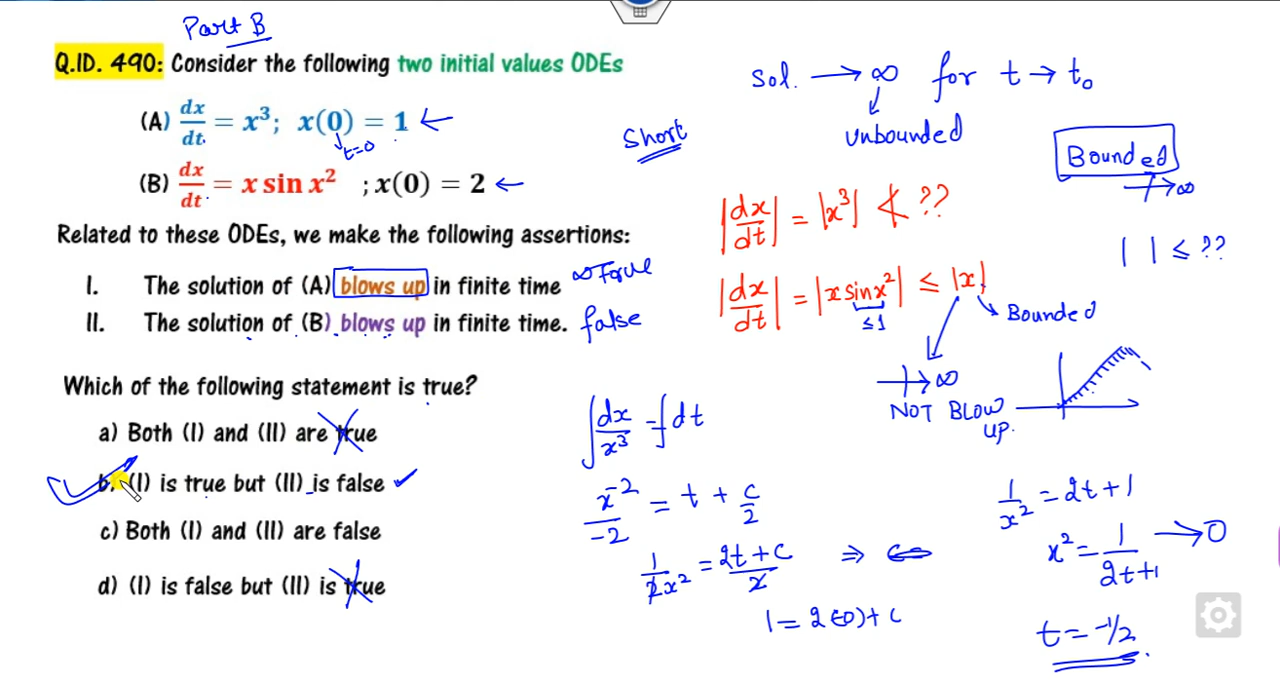 Part B
Q.ID. 490: Consider the following two initial values ODEs
(A) dx/dt = x³; x(0) = 1 ←
t=0
(B) dx/dt = x sin x² ; x(0) = 2 ←
Related to these ODEs, we make the following assertions:
I. The solution of (A) blows up in finite time ∞ True
II. The solution of (B) blows up in finite time. false
Which of the following statement is true?
a) Both (I) and (II) are true
b. (I) is true but (II) is false ✓
c) Both (I) and (II) are false
d) (I) is false but (II) is true
Short
Sol. → ∞ for t → t₀
Unbounded
Bounded
↛ ∞
|dx/dt| = |x³| ≮ ??
| | ≤ ??
|dx/dt| = |x sin x²| ≤ |x|
≤1
Bounded
↛ ∞
NOT BLOW
UP.
∫ dx/x³ = ∫ dt
x⁻²/-2 = t + c/2
1/2x² = 2t+c/2 ⇒
1 = 2(0) + c
1/x² = 2t + 1
x² = 1/2t+1 → 0
t = -1/2